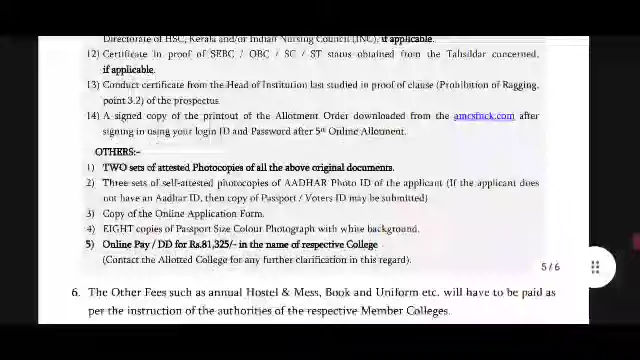 Directorate of HSC, Kerala and/or Indian Nursing Council (INC), if applicable.
12) Certificate in proof of SEBC / OBC / SC / ST status obtained from the Tahsildar concerned,
if applicable.
13) Conduct certificate from the Head of Institution last studied in proof of clause (Prohibition of Ragging,
point 3.2) of the prospectus
14) A signed copy of the printout of the Allotment Order downloaded from the amcsfnck.com after
signing in using your login ID and Password after 5th Online Allotment.
OTHERS:-
1) TWO sets of attested Photocopies of all the above original documents.
2) Three sets of self-attested photocopies of AADHAR Photo ID of the applicant (If the applicant does
not have an Aadhar ID, then copy of Passport / Voters ID may be submitted)
3) Copy of the Online Application Form.
4) EIGHT copies of Passport Size Colour Photograph with white background.
5) Online Pay / DD for Rs.81,325/- in the name of respective College
(Contact the Allotted College for any further clarification in this regard).
5/6
6. The Other Fees such as annual Hostel & Mess, Book and Uniform etc. will have to be paid as
per the instruction of the authorities of the respective Member Colleges.